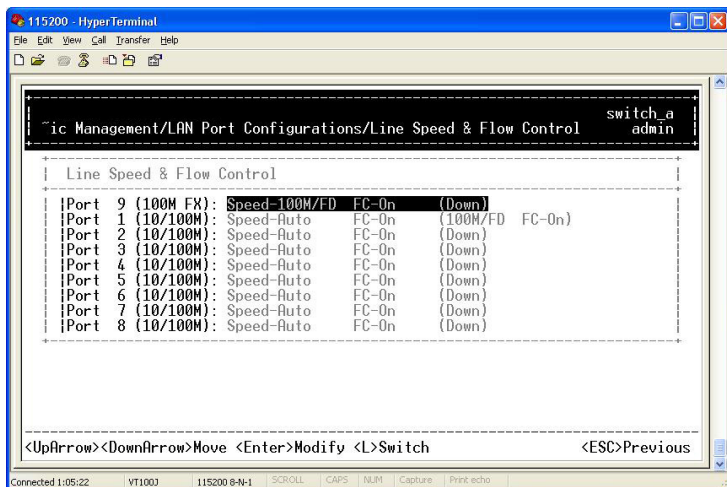 115200 - HyperTerminal
File Edit View Call Transfer Help
switch_a
~ic Management/LAN Port Configurations/Line Speed & Flow Control admin
Line Speed & Flow Control
|Port 9 (100M FX): Speed-100M/FD FC-On (Down)
|Port 1 (10/100M): Speed-Auto FC-On (100M/FD FC-On)
|Port 2 (10/100M): Speed-Auto FC-On (Down)
|Port 3 (10/100M): Speed-Auto FC-On (Down)
|Port 4 (10/100M): Speed-Auto FC-On (Down)
|Port 5 (10/100M): Speed-Auto FC-On (Down)
|Port 6 (10/100M): Speed-Auto FC-On (Down)
|Port 7 (10/100M): Speed-Auto FC-On (Down)
|Port 8 (10/100M): Speed-Auto FC-On (Down)
<UpArrow><DownArrow>Move <Enter>Modify <L>Switch <ESC>Previous
Connected 1:05:22 VT100J 115200 8-N-1 SCROLL CAPS NUM Capture Print echo